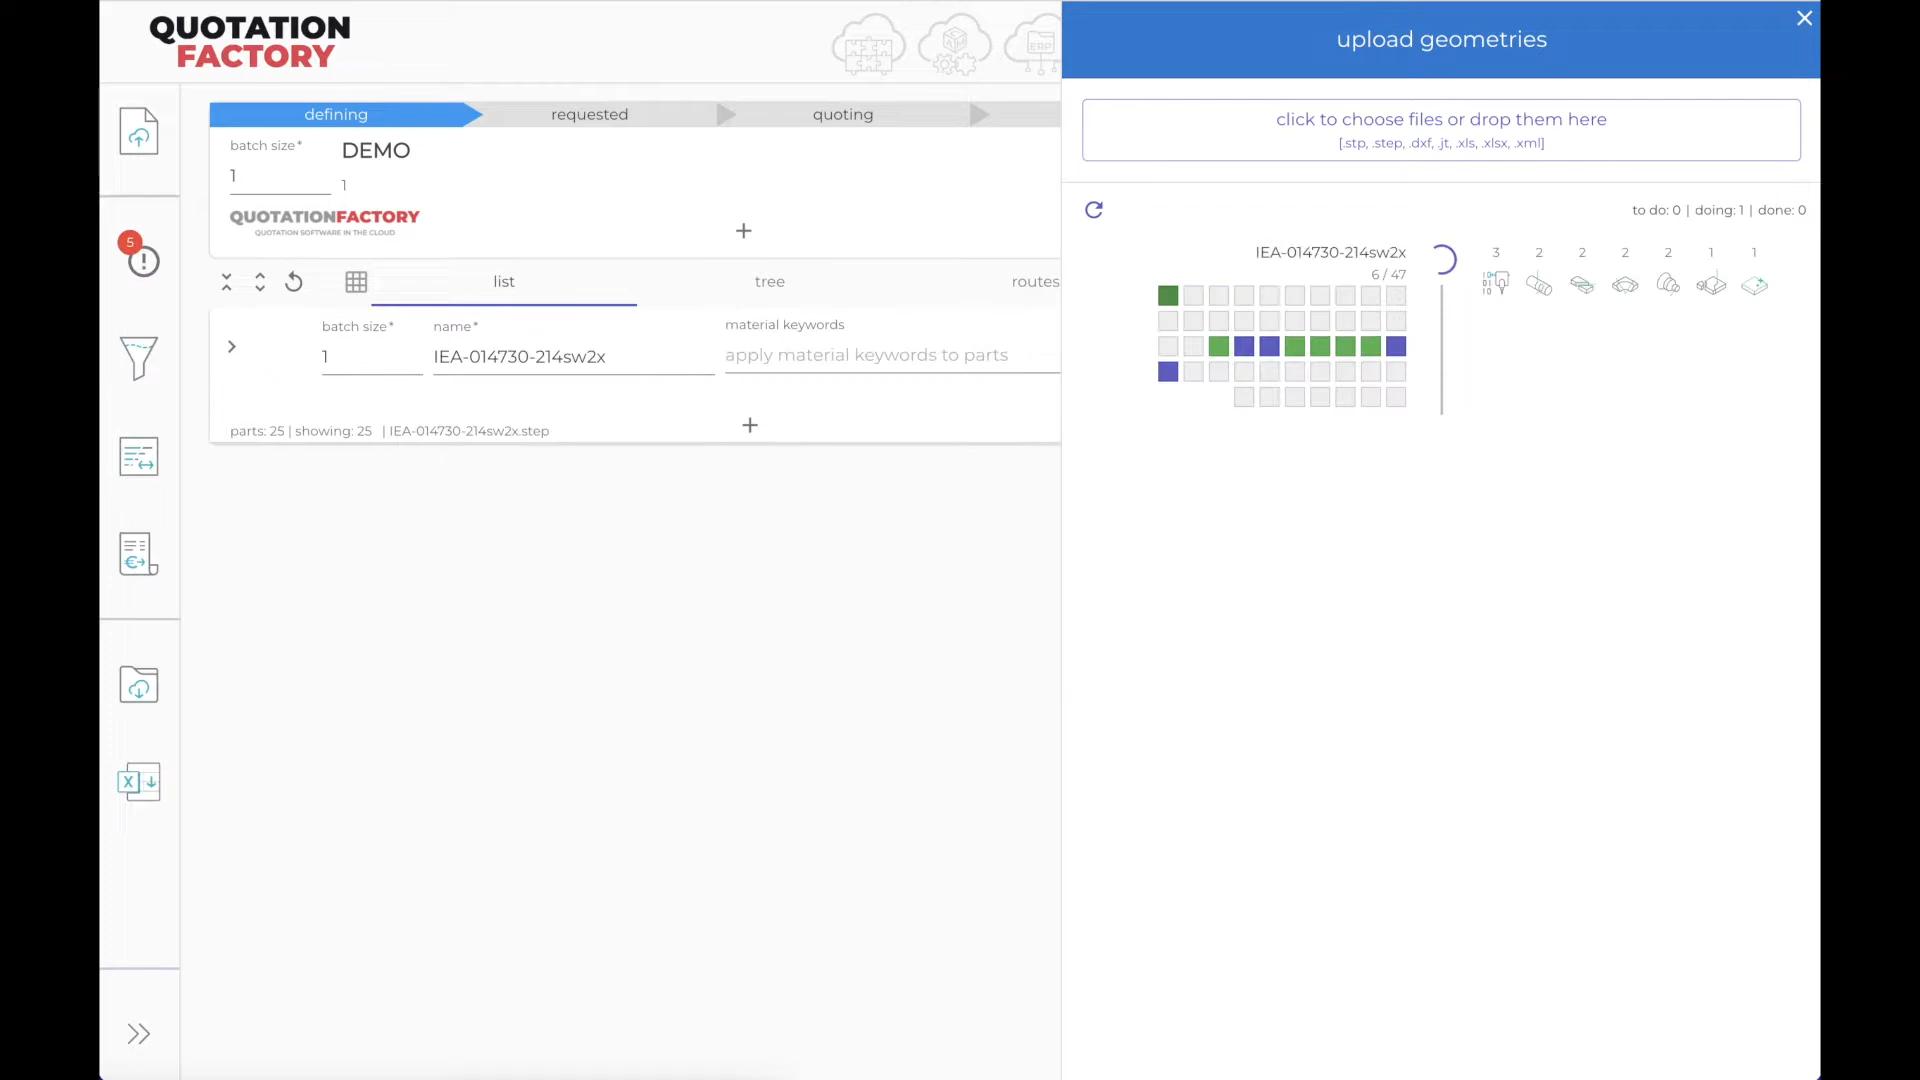 QUOTATION
FACTORY
ERP
upload geometries
click to choose files or drop them here
[.stp, .step, .dxf, .jt, .xls, .xlsx, .xml]
defining
requested
quoting
batch size*
DEMO
1
1
QUOTATIONFACTORY
QUOTATION SOFTWARE IN THE CLOUD
to do: 0 | doing: 1 | done: 0
5
IEA-014730-214sw2x
6 / 47
3 2 2 2 2 1 1
list
tree
routes
batch size*
name*
material keywords
1
IEA-014730-214sw2x
apply material keywords to parts
parts: 25 | showing: 25 | IEA-014730-214sw2x.step
X